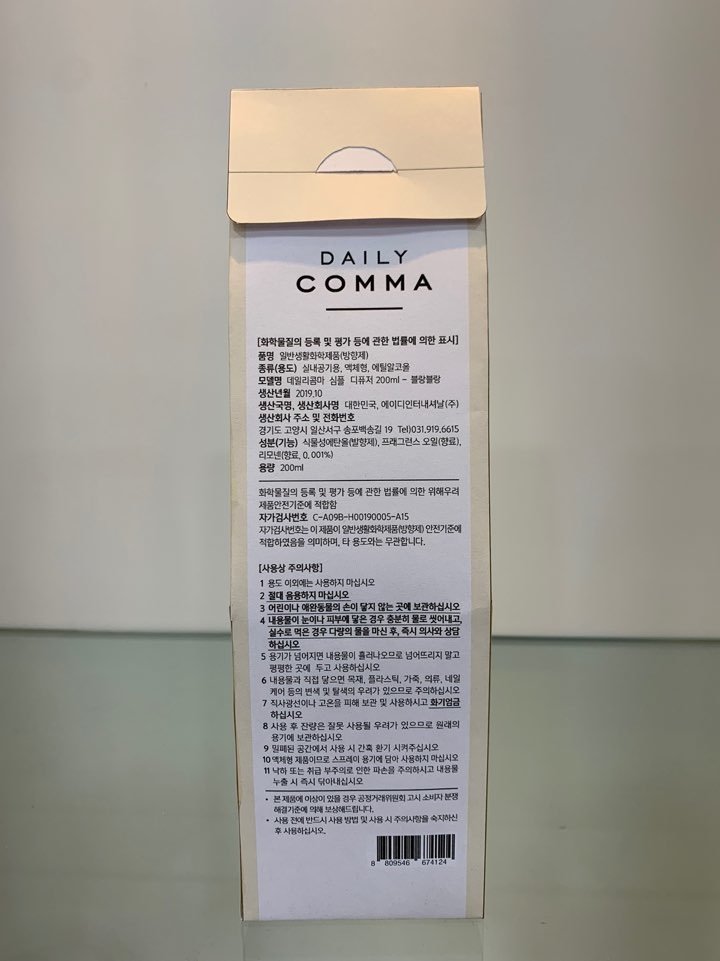 DAILY
COMMA
[화학물질의 등록 및 평가 등에 관한 법률에 의한 표시]
품명 일반생활화학제품(방향제)
종류(용도) 실내공기용, 액체형, 에틸알코올
모델명 데일리콤마 심플 디퓨저 200ml - 블랑블랑
생산년월 2019.10
생산국명, 생산회사명 대한민국, 에이디인터내셔날(주)
생산회사 주소 및 전화번호
경기도 고양시 일산서구 송포백송길 19 Tel)031.919.6615
성분(기능) 식물성에탄올(발향제), 프래그런스 오일(향료),
리모넨(향료, 0.001%)
용량 200ml
화학물질의 등록 및 평가 등에 관한 법률에 의한 위해우려
제품안전기준에 적합함
자가검사번호 C-A09B-H00190005-A15
자가검사번호는 이 제품이 일반생활화학제품(방향제) 안전기준에
적합하였음을 의미하며, 타 용도와는 무관합니다.
[사용상 주의사항]
1 용도 이외에는 사용하지 마십시오
2 절대 음용하지 마십시오
3 어린이나 애완동물의 손이 닿지 않는 곳에 보관하십시오
4 내용물이 눈이나 피부에 닿은 경우 충분히 물로 씻어내고,
실수로 먹은 경우 다량의 물을 마신 후, 즉시 의사와 상담
하십시오
5 용기가 넘어지면 내용물이 흘러나오므로 넘어뜨리지 말고
평평한 곳에 두고 사용하십시오
6 내용물과 직접 닿으면 목재, 플라스틱, 가죽, 의류, 네일
케어 등의 변색 및 탈색의 우려가 있으므로 주의하십시오
7 직사광선이나 고온을 피해 보관 및 사용하시고 화기엄금
하십시오
8 사용 후 잔량은 잘못 사용될 우려가 있으므로 원래의
용기에 보관하십시오
9 밀폐된 공간에서 사용 시 간혹 환기 시켜주십시오
10 액체형 제품이므로 스프레이 용기에 담아 사용하지 마십시오
11 낙하 또는 취급 부주의로 인한 파손을 주의하시고 내용물
누출 시 즉시 닦아내십시오
• 본 제품에 이상이 있을 경우 공정거래위원회 고시 소비자 분쟁
해결기준에 의해 보상해드립니다.
• 사용 전에 반드시 사용 방법 및 사용 시 주의사항을 숙지하신
후 사용하십시오.
8 809546 674124